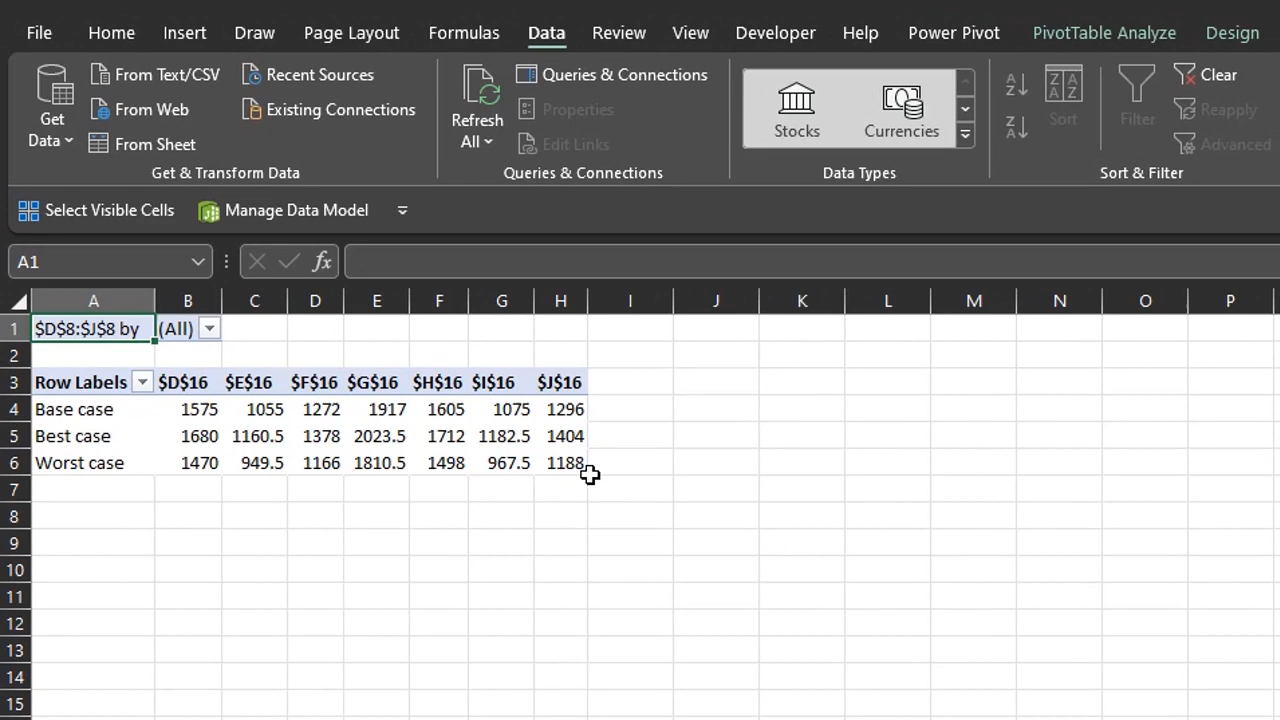 File Home Insert Draw Page Layout Formulas Data Review View Developer Help Power Pivot PivotTable Analyze Design
Get Data
From Text/CSV
From Web
From Sheet
Recent Sources
Existing Connections
Get & Transform Data
Refresh All
Queries & Connections
Properties
Edit Links
Queries & Connections
Stocks Currencies
Data Types
Sort
Filter
Clear
Reapply
Advanced
Sort & Filter
Select Visible Cells Manage Data Model
A1 fx
A B C D E F G H I J K L M N O P
1 $D$8:$J$8 by (All)
2
3 Row Labels $D$16 $E$16 $F$16 $G$16 $H$16 $I$16 $J$16
4 Base case 1575 1055 1272 1917 1605 1075 1296
5 Best case 1680 1160.5 1378 2023.5 1712 1182.5 1404
6 Worst case 1470 949.5 1166 1810.5 1498 967.5 1188
7
8
9
10
11
12
13
14
15